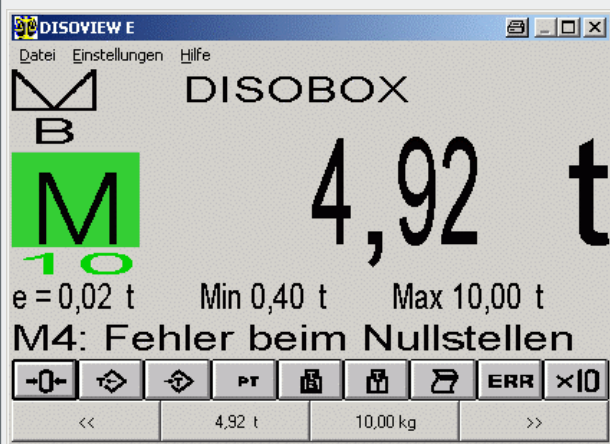 DISOVIEW E
Datei Einstellungen Hilfe
DISOBOX
B
M
10
4,92 t
e = 0,02 t Min 0,40 t Max 10,00 t
M4: Fehler beim Nullstellen
→0← T T PT B T ERR ×10
<< 4,92 t 10,00 kg >>